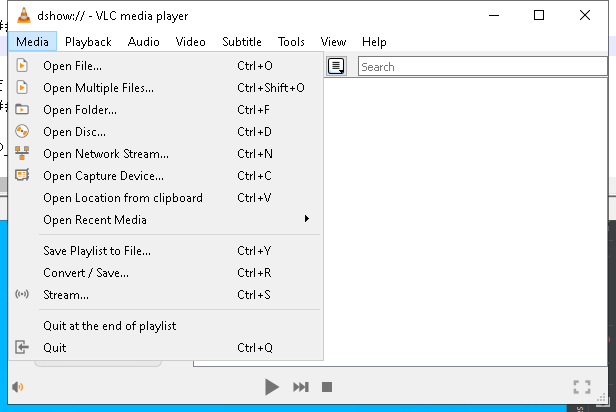 dshow:// - VLC media player
Media Playback Audio Video Subtitle Tools View Help
Open File... Ctrl+O
Search
Open Multiple Files... Ctrl+Shift+O
Open Folder... Ctrl+F
Open Disc... Ctrl+D
Open Network Stream... Ctrl+N
Open Capture Device... Ctrl+C
Open Location from clipboard Ctrl+V
Open Recent Media
Save Playlist to File... Ctrl+Y
Convert / Save... Ctrl+R
Stream... Ctrl+S
Quit at the end of playlist
Quit Ctrl+Q